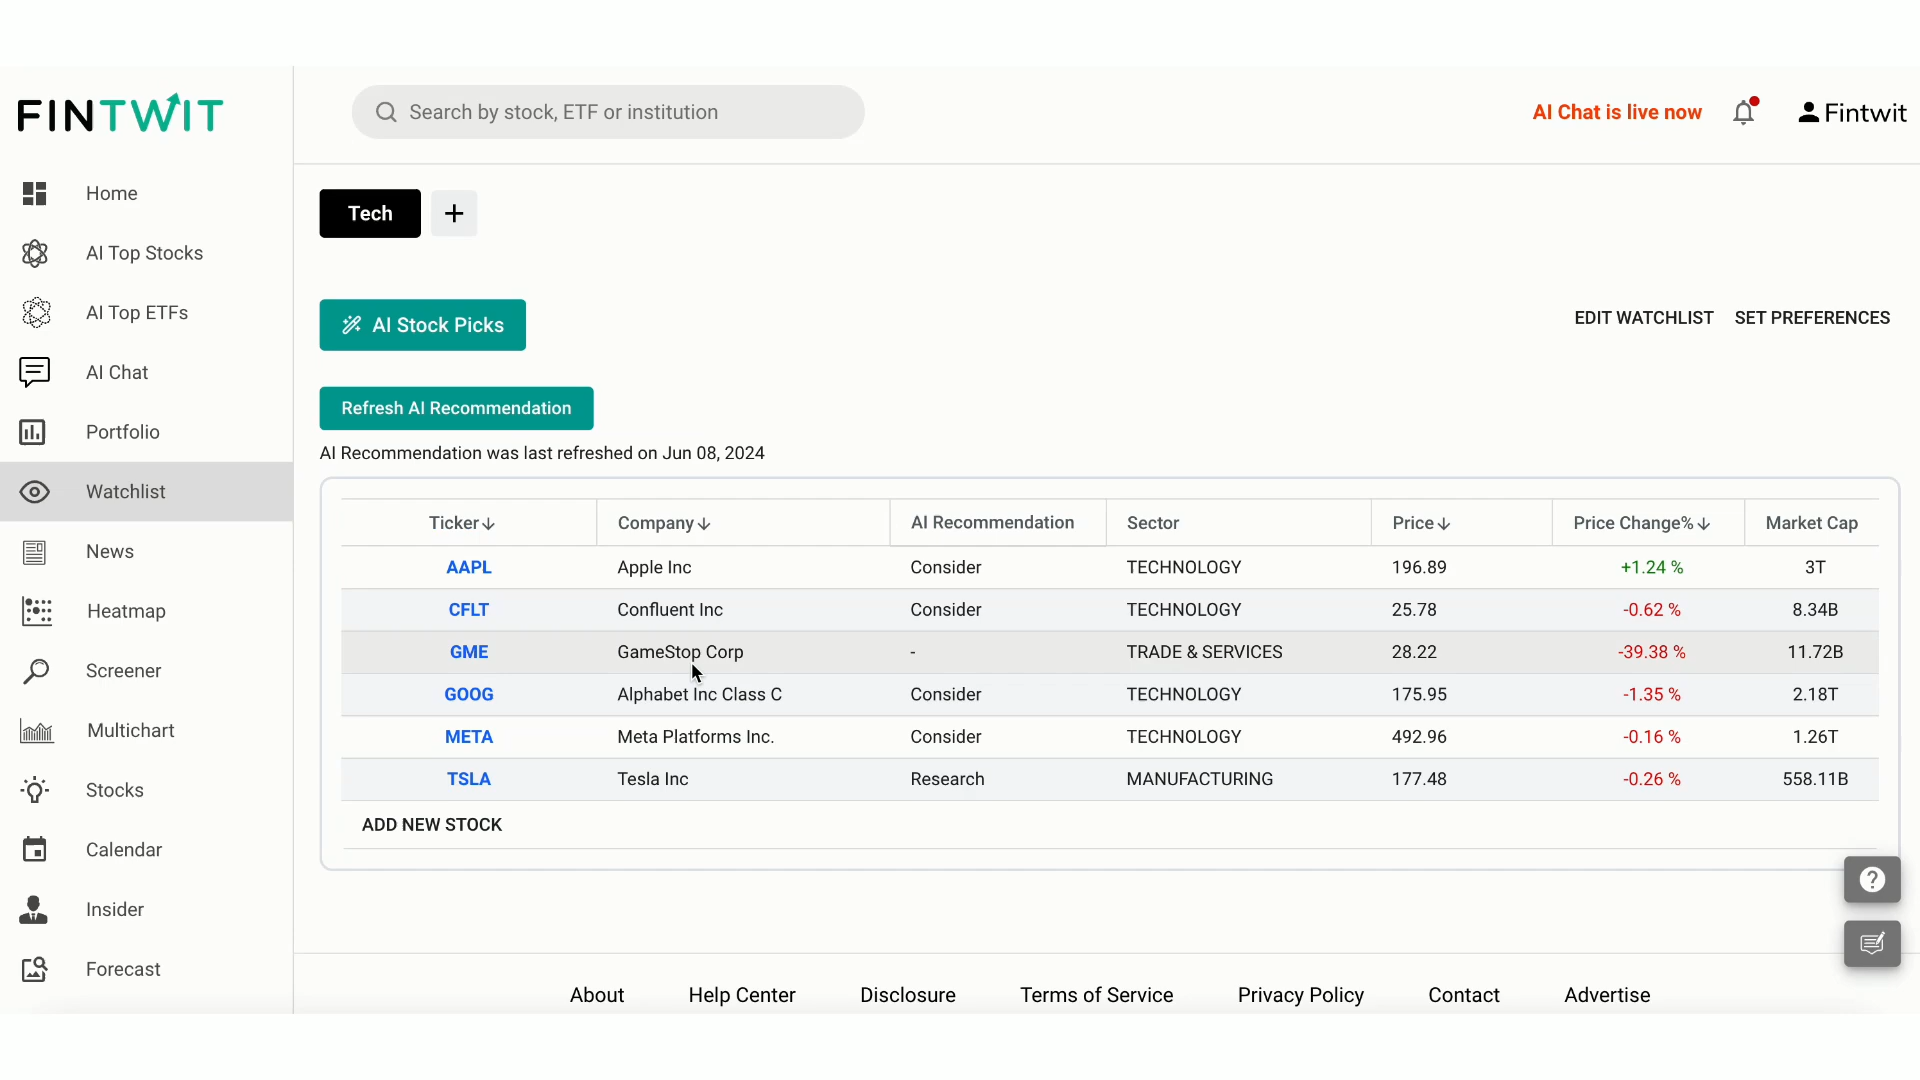 FINTWIT
Search by stock, ETF or institution
AI Chat is live now
Fintwit
Home
AI Top Stocks
AI Top ETFs
AI Chat
Portfolio
Watchlist
News
Heatmap
Screener
Multichart
Stocks
Calendar
Insider
Forecast
Tech +
AI Stock Picks
EDIT WATCHLIST SET PREFERENCES
Refresh AI Recommendation
AI Recommendation was last refreshed on Jun 08, 2024
Ticker↓ Company↓ AI Recommendation Sector Price↓ Price Change%↓ Market Cap
AAPL Apple Inc Consider TECHNOLOGY 196.89 +1.24 % 3T
CFLT Confluent Inc Consider TECHNOLOGY 25.78 -0.62 % 8.34B
GME GameStop Corp - TRADE & SERVICES 28.22 -39.38 % 11.72B
GOOG Alphabet Inc Class C Consider TECHNOLOGY 175.95 -1.35 % 2.18T
META Meta Platforms Inc. Consider TECHNOLOGY 492.96 -0.16 % 1.26T
TSLA Tesla Inc Research MANUFACTURING 177.48 -0.26 % 558.11B
ADD NEW STOCK
?
About Help Center Disclosure Terms of Service Privacy Policy Contact Advertise